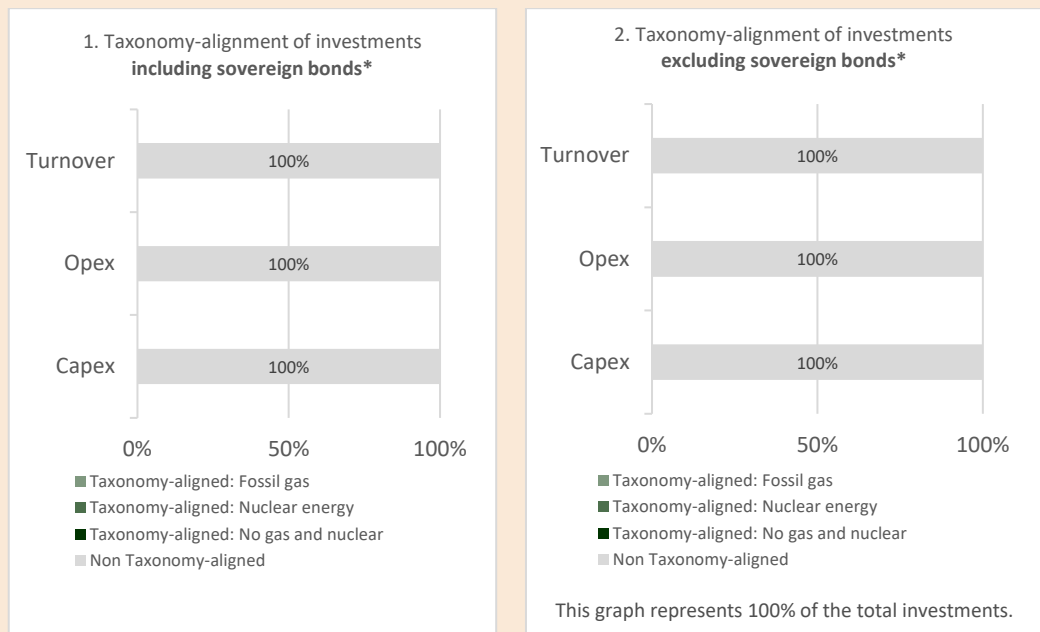 1. Taxonomy-alignment of investments
including sovereign bonds*
Turnover
100%
Opex
100%
Capex
100%
0% 50% 100%
Taxonomy-aligned: Fossil gas
Taxonomy-aligned: Nuclear energy
Taxonomy-aligned: No gas and nuclear
Non Taxonomy-aligned
2. Taxonomy-alignment of investments
excluding sovereign bonds*
Turnover
100%
Opex
100%
Capex
100%
0% 50% 100%
Taxonomy-aligned: Fossil gas
Taxonomy-aligned: Nuclear energy
Taxonomy-aligned: No gas and nuclear
Non Taxonomy-aligned
This graph represents 100% of the total investments.